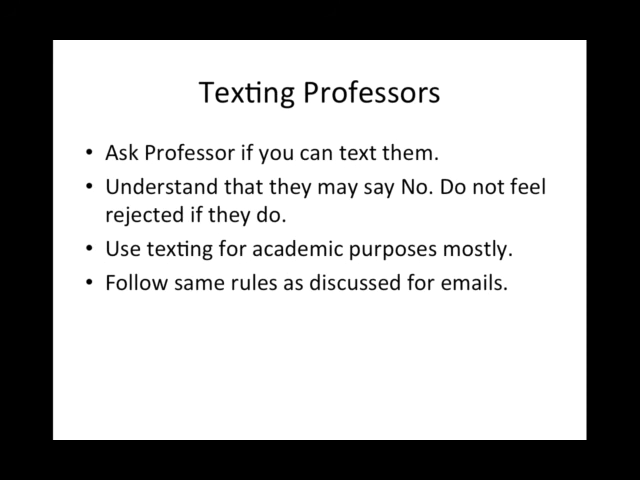 Texting Professors
• Ask Professor if you can text them.
• Understand that they may say No. Do not feel
rejected if they do.
• Use texting for academic purposes mostly.
• Follow same rules as discussed for emails.